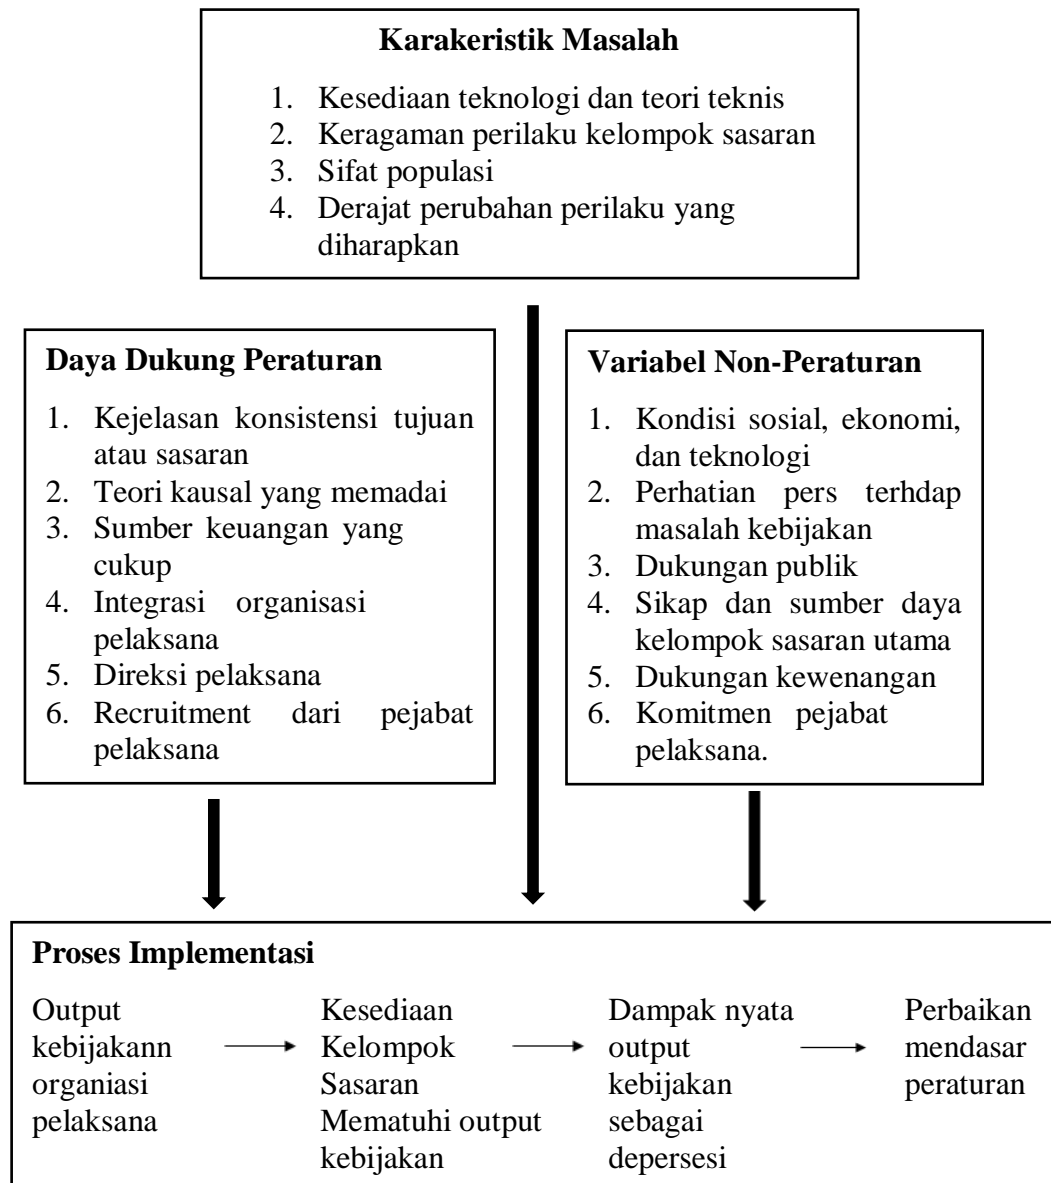 Karakeristik Masalah
1. Kesediaan teknologi dan teori teknis
2. Keragaman perilaku kelompok sasaran
3. Sifat populasi
4. Derajat perubahan perilaku yang
diharapkan
Daya Dukung Peraturan
1. Kejelasan konsistensi tujuan
atau sasaran
2. Teori kausal yang memadai
3. Sumber keuangan yang
cukup
4. Integrasi organisasi
pelaksana
5. Direksi pelaksana
6. Recruitment dari pejabat
pelaksana
Variabel Non-Peraturan
1. Kondisi sosial, ekonomi,
dan teknologi
2. Perhatian pers terhdap
masalah kebijakan
3. Dukungan publik
4. Sikap dan sumber daya
kelompok sasaran utama
5. Dukungan kewenangan
6. Komitmen pejabat
pelaksana.
Proses Implementasi
Output
kebijakann
organiasi
pelaksana
Kesediaan
Kelompok
Sasaran
Mematuhi output
kebijakan
Dampak nyata
output
kebijakan
sebagai
depersesi
Perbaikan
mendasar
peraturan